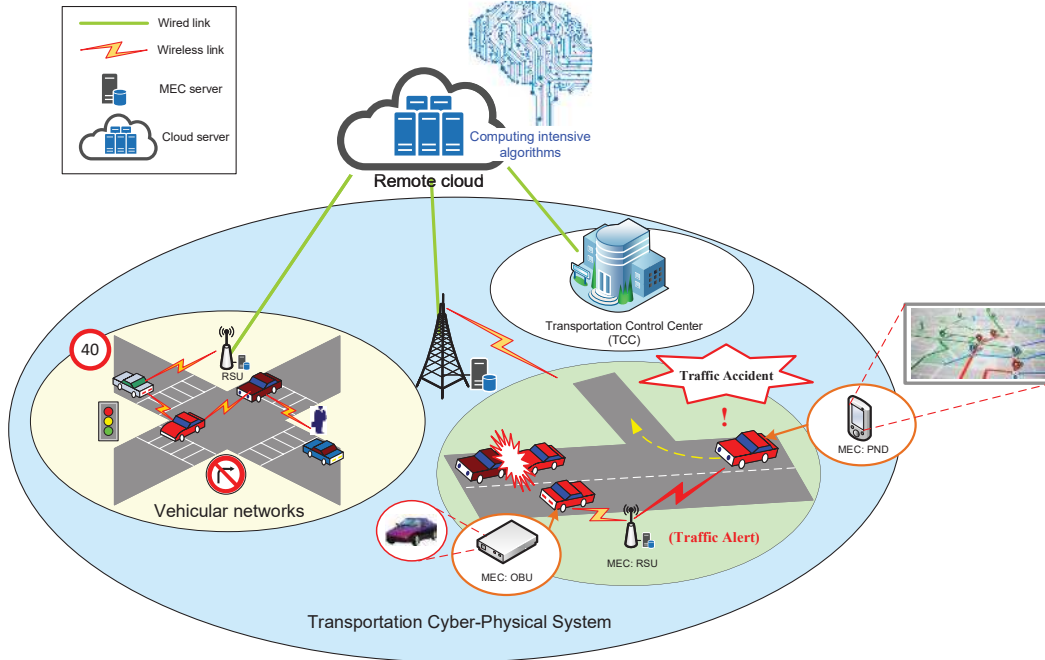 Wired link
Wireless link
MEC server
Cloud server
Computing intensive
algorithms
Remote cloud
Transportation Control Center
(TCC)
40
RSU
Vehicular networks
Traffic Accident
!
MEC: PND
(Traffic Alert)
MEC: RSU
MEC: OBU
Transportation Cyber-Physical System